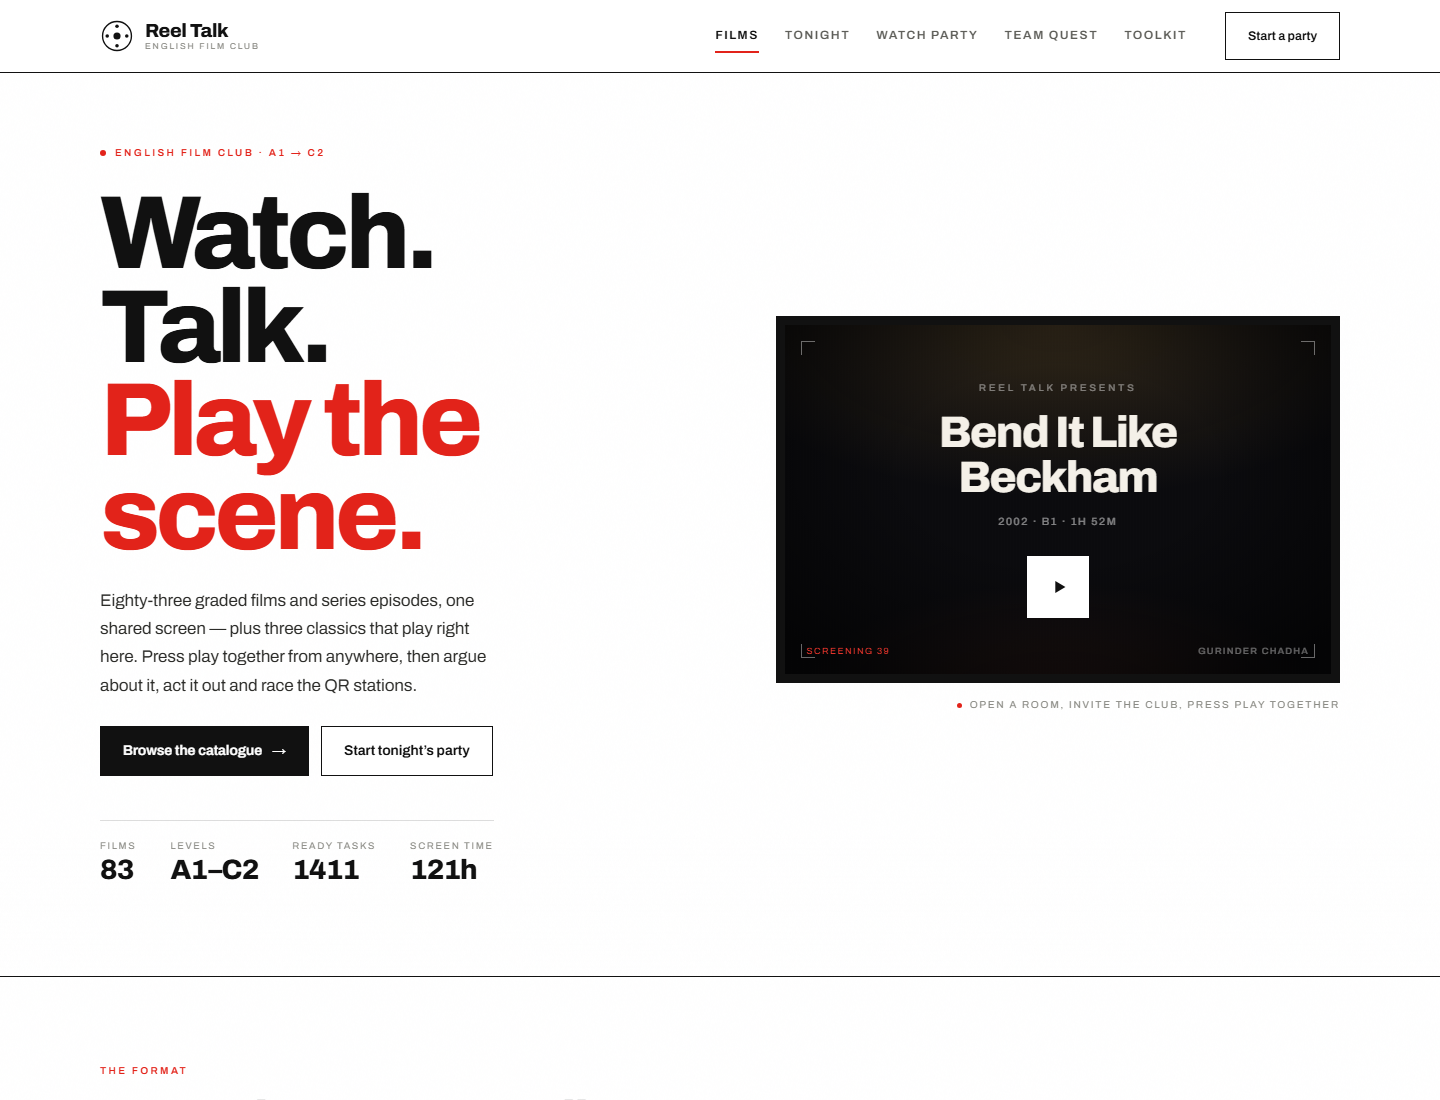 Reel Talk
ENGLISH FILM CLUB
FILMS
TONIGHT
WATCH PARTY
TEAM QUEST
TOOLKIT
Start a party
ENGLISH FILM CLUB · A1 → C2
Watch.
Talk.
Play the
scene.
Eighty-three graded films and series episodes, one
shared screen — plus three classics that play right
here. Press play together from anywhere, then argue
about it, act it out and race the QR stations.
Browse the catalogue →
Start tonight’s party
FILMS
83
LEVELS
A1–C2
READY TASKS
1411
SCREEN TIME
121h
REEL TALK PRESENTS
Bend It Like
Beckham
2002 · B1 · 1H 52M
SCREENING 39
GURINDER CHADHA
OPEN A ROOM, INVITE THE CLUB, PRESS PLAY TOGETHER
THE FORMAT